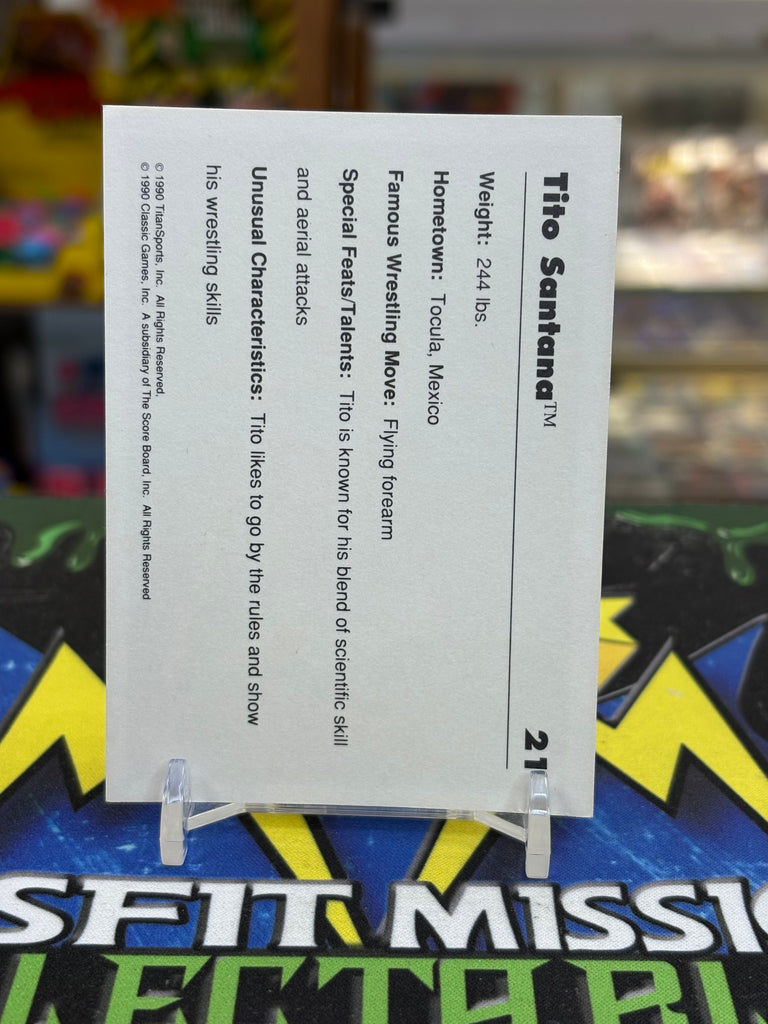 Tito Santana™
21
Weight: 244 lbs.
Hometown: Tocula, Mexico
Famous Wrestling Move: Flying forearm
Special Feats/Talents: Tito is known for his blend of scientific skill
and aerial attacks
Unusual Characteristics: Tito likes to go by the rules and show
his wrestling skills
© 1990 TitanSports, Inc. All Rights Reserved.
© 1990 Classic Games, Inc. A subsidiary of The Score Board, Inc. All Rights Reserved
SFIT MISSI
LECTABL